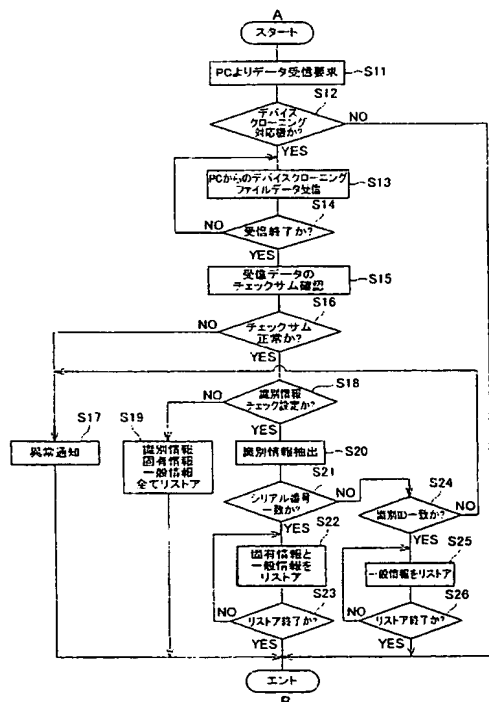 A
スタート
PCよりデータ受信要求
S11
S12
デバイス
クローニング
対応機か?
NO
YES
PCからのデバイスクローニング
ファイルデータ受信
S13
S14
受信終了か?
NO
YES
受信データの
チェックサム確認
S15
S16
チェックサム
正常か?
NO
YES
S17
異常通知
S18
識別情報
チェック設定か?
NO
YES
S19
識別情報
固有情報
一般情報
全てリストア
識別情報抽出
S20
S21
シリアル番号
一致か?
NO
YES
S24
識別ID一致か?
NO
YES
S22
固有情報と
一般情報を
リストア
S25
一般情報をリストア
S23
リストア終了か?
NO
YES
S26
リストア終了か?
NO
YES
エンド